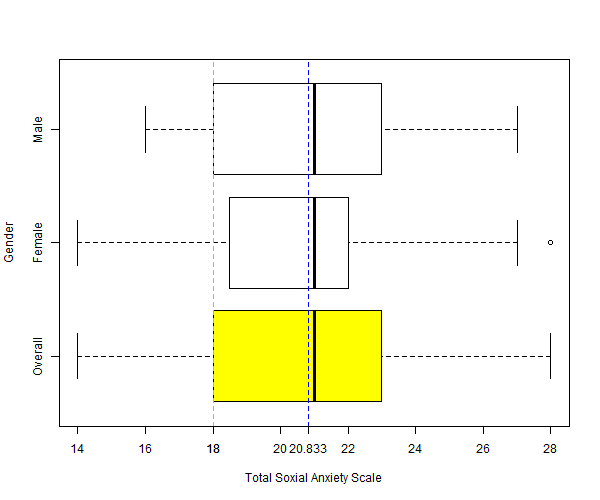 Male
Female
Overall
Gender
14 16 18 20 20.833 22 24 26 28
Total Soxial Anxiety Scale